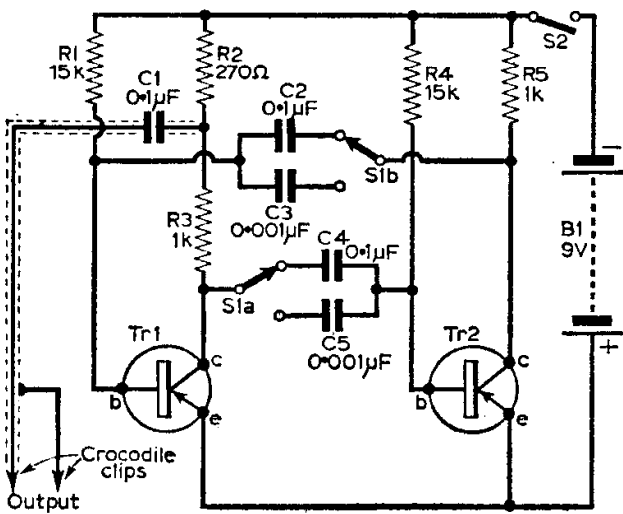 R1
15k
R2
270Ω
C1
0·1µF
C2
0·1µF
R4
15k
R5
1k
S2
S1b
C3
0·001µF
R3
1k
C4
0·1µF
S1a
C5
0·001µF
B1
9V
−
+
Tr1
c
b
e
Tr2
c
b
e
Crocodile
clips
Output